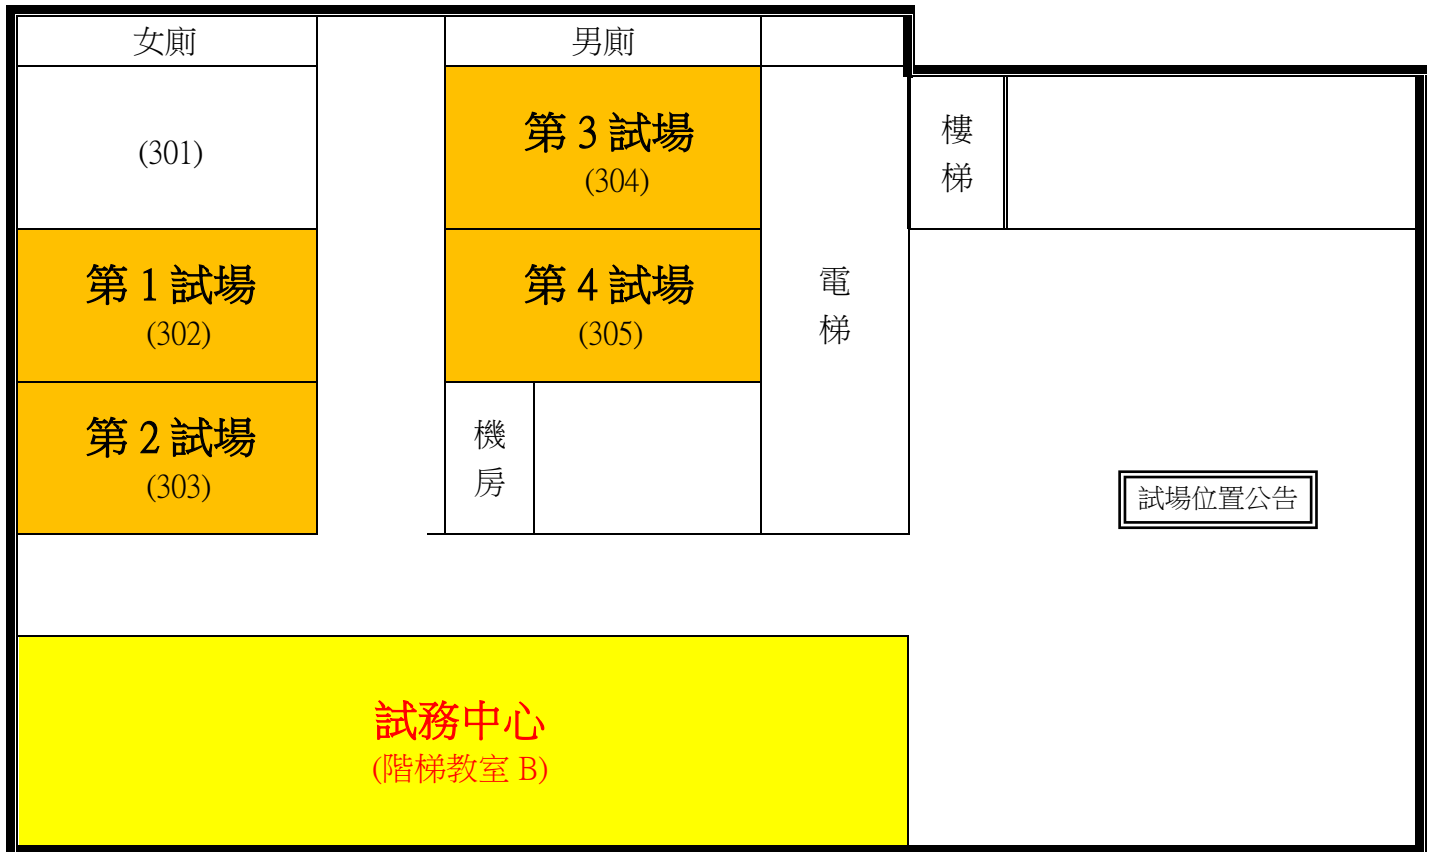 女廁
男廁
(301)
第 3 試場
(304)
樓
梯
第 1 試場
(302)
第 4 試場
(305)
電
梯
第 2 試場
(303)
機
房
試場位置公告
試務中心
(階梯教室 B)